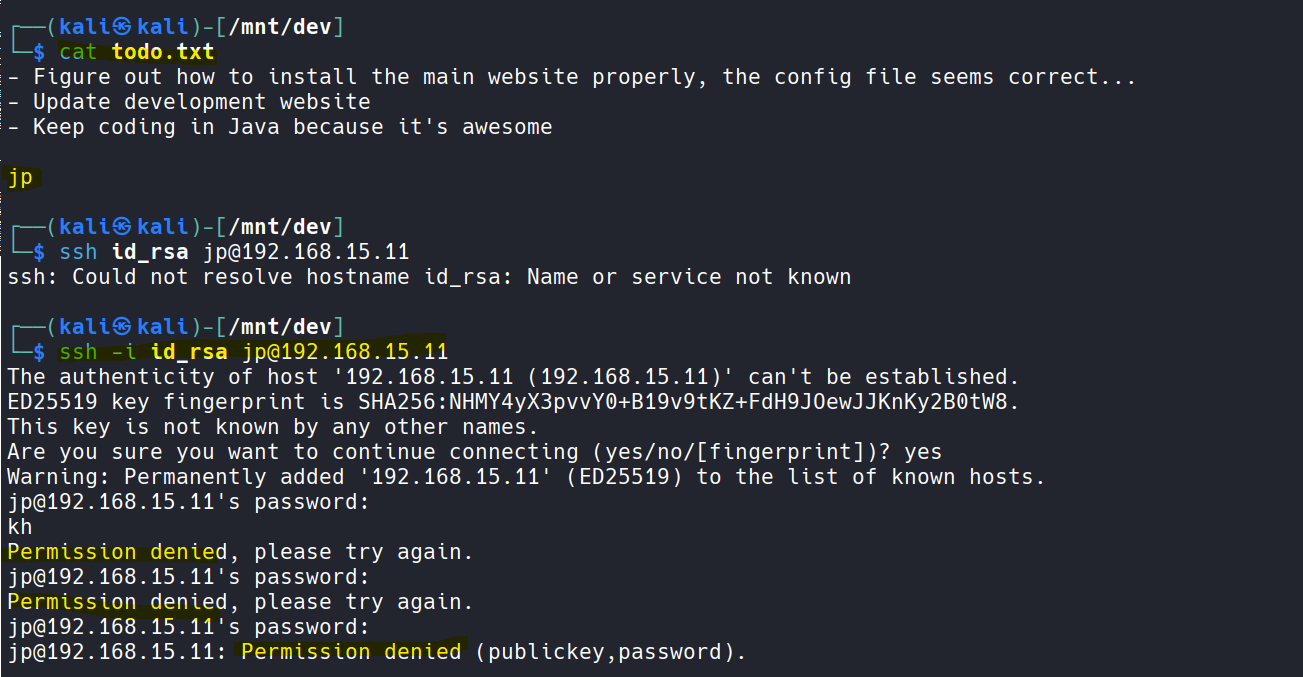 ┌──(kali㉿kali)-[/mnt/dev]
└─$ cat todo.txt
- Figure out how to install the main website properly, the config file seems correct...
- Update development website
- Keep coding in Java because it's awesome
jp
┌──(kali㉿kali)-[/mnt/dev]
└─$ ssh id_rsa jp@192.168.15.11
ssh: Could not resolve hostname id_rsa: Name or service not known
┌──(kali㉿kali)-[/mnt/dev]
└─$ ssh -i id_rsa jp@192.168.15.11
The authenticity of host '192.168.15.11 (192.168.15.11)' can't be established.
ED25519 key fingerprint is SHA256:NHMY4yX3pvvY0+B19v9tKZ+FdH9JOewJJKnKy2B0tW8.
This key is not known by any other names.
Are you sure you want to continue connecting (yes/no/[fingerprint])? yes
Warning: Permanently added '192.168.15.11' (ED25519) to the list of known hosts.
jp@192.168.15.11's password:
kh
Permission denied, please try again.
jp@192.168.15.11's password:
Permission denied, please try again.
jp@192.168.15.11's password:
jp@192.168.15.11: Permission denied (publickey,password).